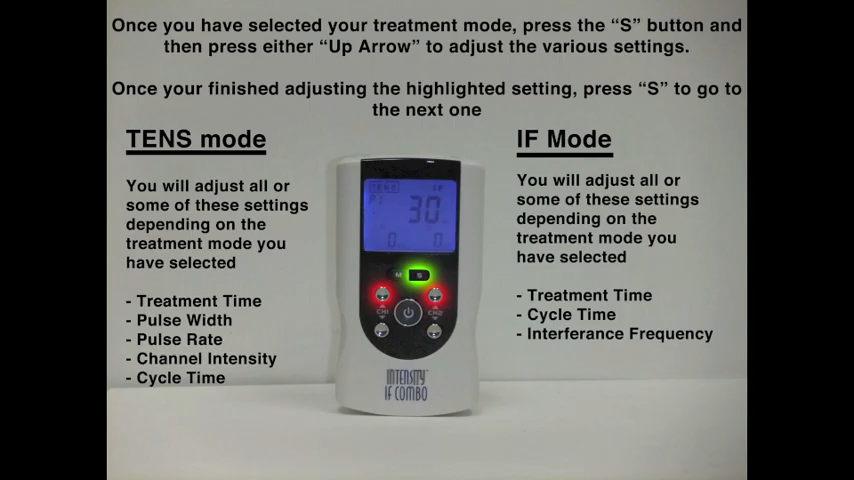 Once you have selected your treatment mode, press the “S” button and
then press either “Up Arrow” to adjust the various settings.
Once your finished adjusting the highlighted setting, press “S” to go to
the next one
TENS mode
You will adjust all or
some of these settings
depending on the
treatment mode you
have selected
- Treatment Time
- Pulse Width
- Pulse Rate
- Channel Intensity
- Cycle Time
IF Mode
You will adjust all or
some of these settings
depending on the
treatment mode you
have selected
- Treatment Time
- Cycle Time
- Interferance Frequency
30
0 0
M S
CH1 CH2
INTENSITY™
IF COMBO